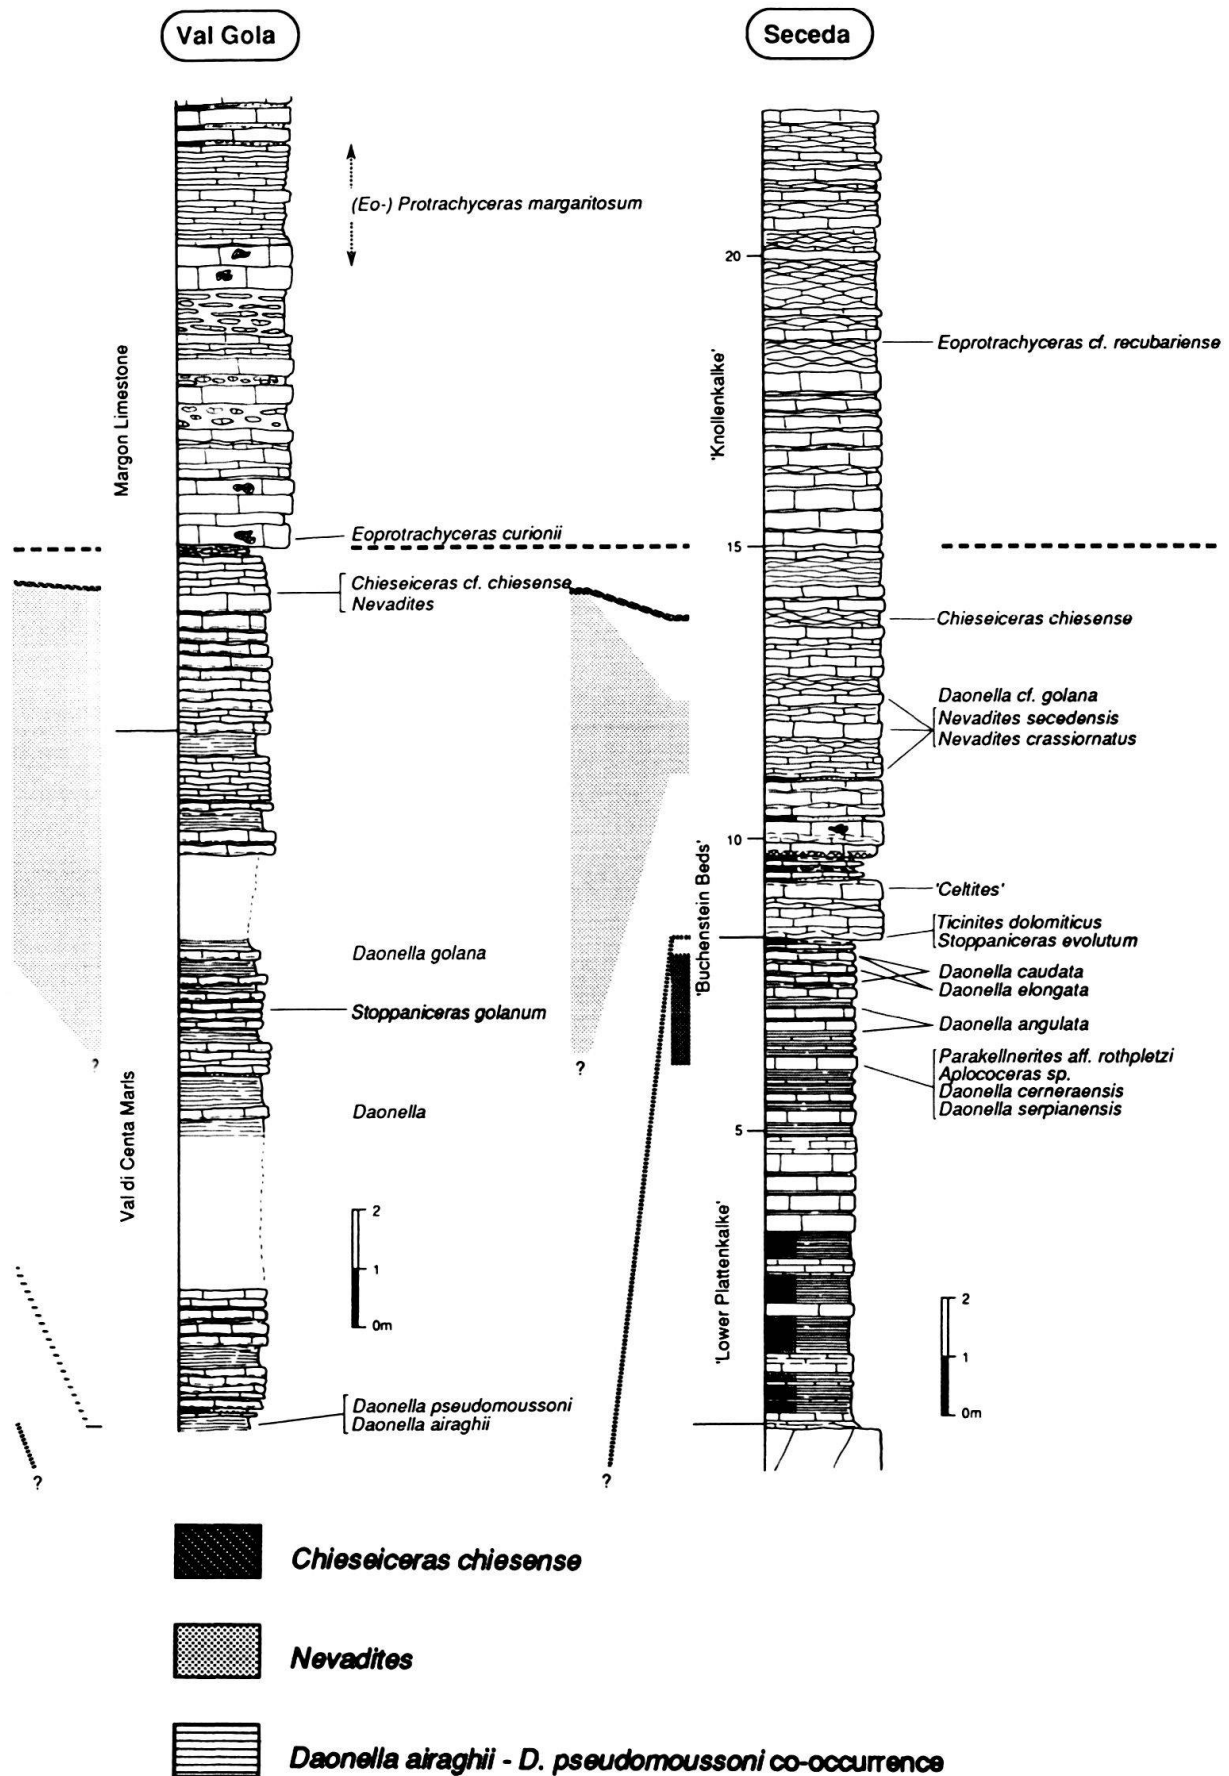 Val Gola
Seceda
(Eo-) Protrachyceras margaritosum
20
Eoprotrachyceras cf. recubariense
Margon Limestone
'Knollenkalke'
Eoprotrachyceras curionii
15
Chieseiceras cf. chiesense
Nevadites
Chieseiceras chiesense
Daonella cf. golana
Nevadites secedensis
Nevadites crassiornatus
10
'Buchenstein Beds'
'Celtites'
Ticinites dolomiticus
Stoppaniceras evolutum
Daonella golana
Daonella caudata
Daonella elongata
Stoppaniceras golanum
Daonella angulata
?
?
Parakellnerites aff. rothpletzi
Aplococeras sp.
Daonella cerneraensis
Daonella serpianensis
Daonella
5
Val di Centa Marls
'Lower Plattenkalke'
2
1
0m
2
1
0m
Daonella pseudomoussoni
Daonella airaghii
?
?
Chieseiceras chiesense
Nevadites
Daonella airaghii - D. pseudomoussoni co-occurrence